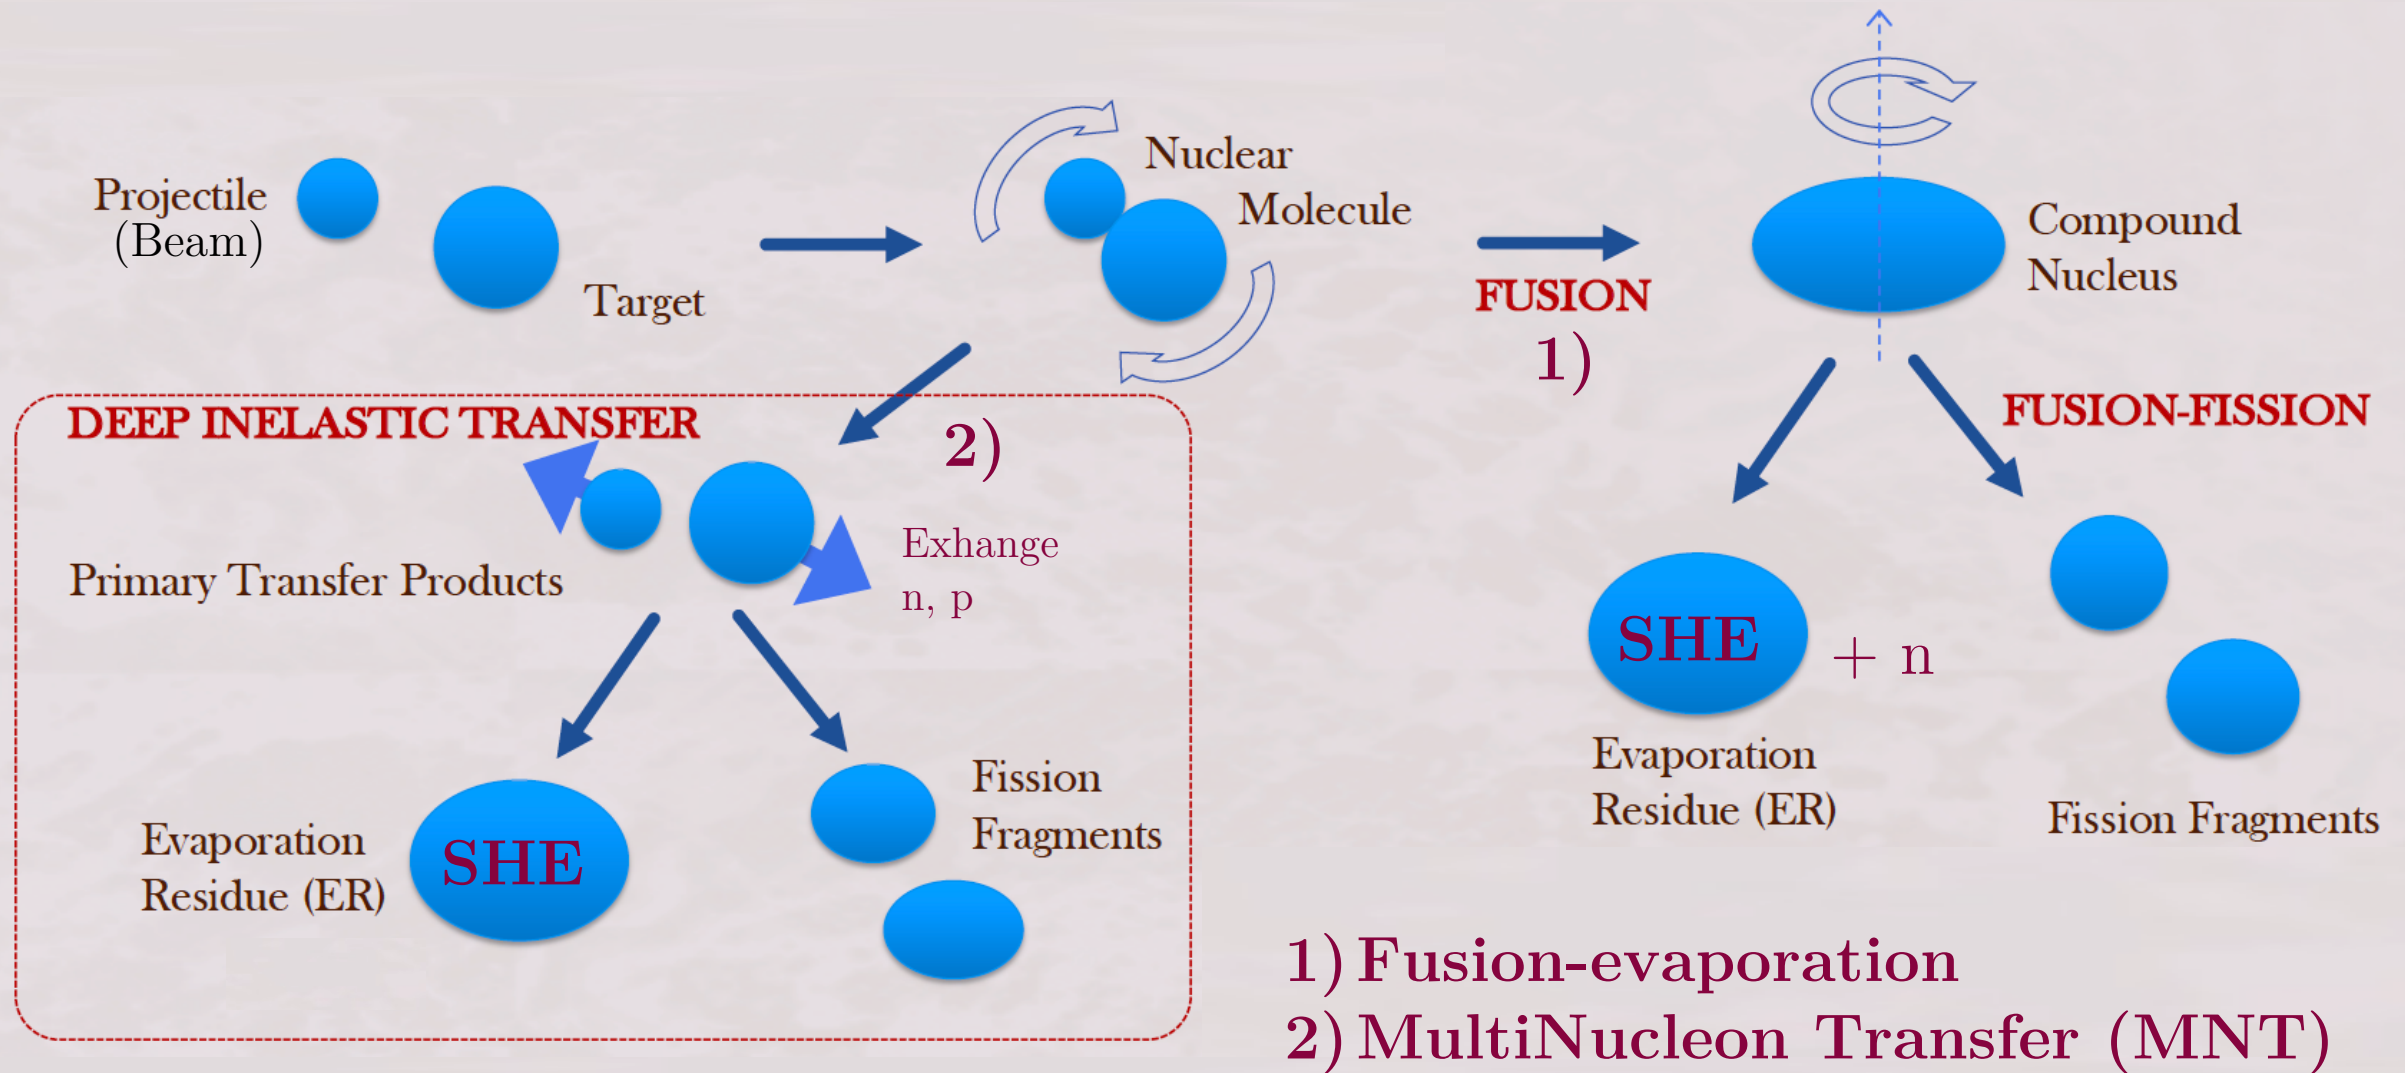 Projectile
(Beam)
Target
Nuclear
Molecule
FUSION
1)
Compound
Nucleus
DEEP INELASTIC TRANSFER
2)
Exhange
n, p
Primary Transfer Products
Evaporation
Residue (ER)
SHE
Fission
Fragments
FUSION-FISSION
SHE
+ n
Evaporation
Residue (ER)
Fission Fragments
1) Fusion-evaporation
2) MultiNucleon Transfer (MNT)